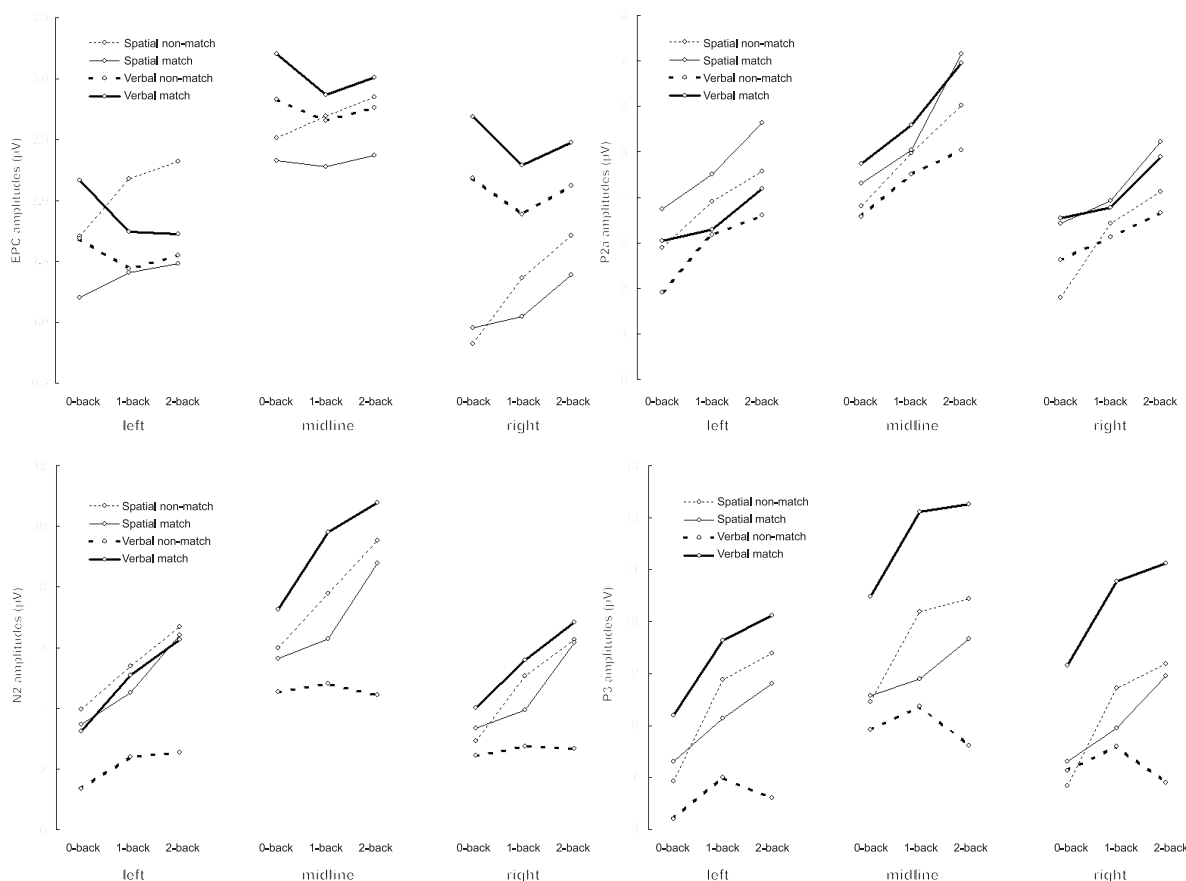 EPC amplitudes (μV)
Spatial non-match
Spatial match
Verbal non-match
Verbal match
0-back 1-back 2-back
left
0-back 1-back 2-back
midline
0-back 1-back 2-back
right
P2a amplitudes (μV)
Spatial non-match
Spatial match
Verbal non-match
Verbal match
0-back 1-back 2-back
left
0-back 1-back 2-back
midline
0-back 1-back 2-back
right
N2 amplitudes (μV)
Spatial non-match
Spatial match
Verbal non-match
Verbal match
0-back 1-back 2-back
left
0-back 1-back 2-back
midline
0-back 1-back 2-back
right
P3 amplitudes (μV)
Spatial non-match
Spatial match
Verbal non-match
Verbal match
0-back 1-back 2-back
left
0-back 1-back 2-back
midline
0-back 1-back 2-back
right